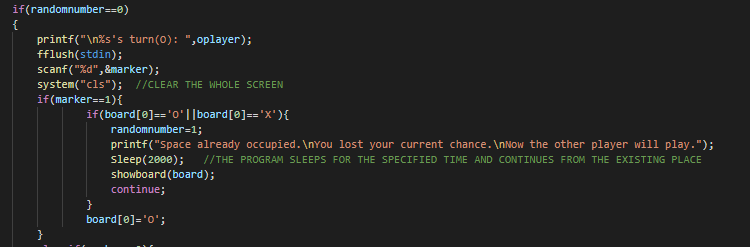 if(randomnumber==0)
{
printf("\n%s's turn(O): ",oplayer);
fflush(stdin);
scanf("%d",&marker);
system("cls"); //CLEAR THE WHOLE SCREEN
if(marker==1){
if(board[0]=='O'||board[0]=='X'){
randomnumber=1;
printf("Space already occupied.\nYou lost your current chance.\nNow the other player will play.");
Sleep(2000); //THE PROGRAM SLEEPS FOR THE SPECIFIED TIME AND CONTINUES FROM THE EXISTING PLACE
showboard(board);
continue;
}
board[0]='O';
}